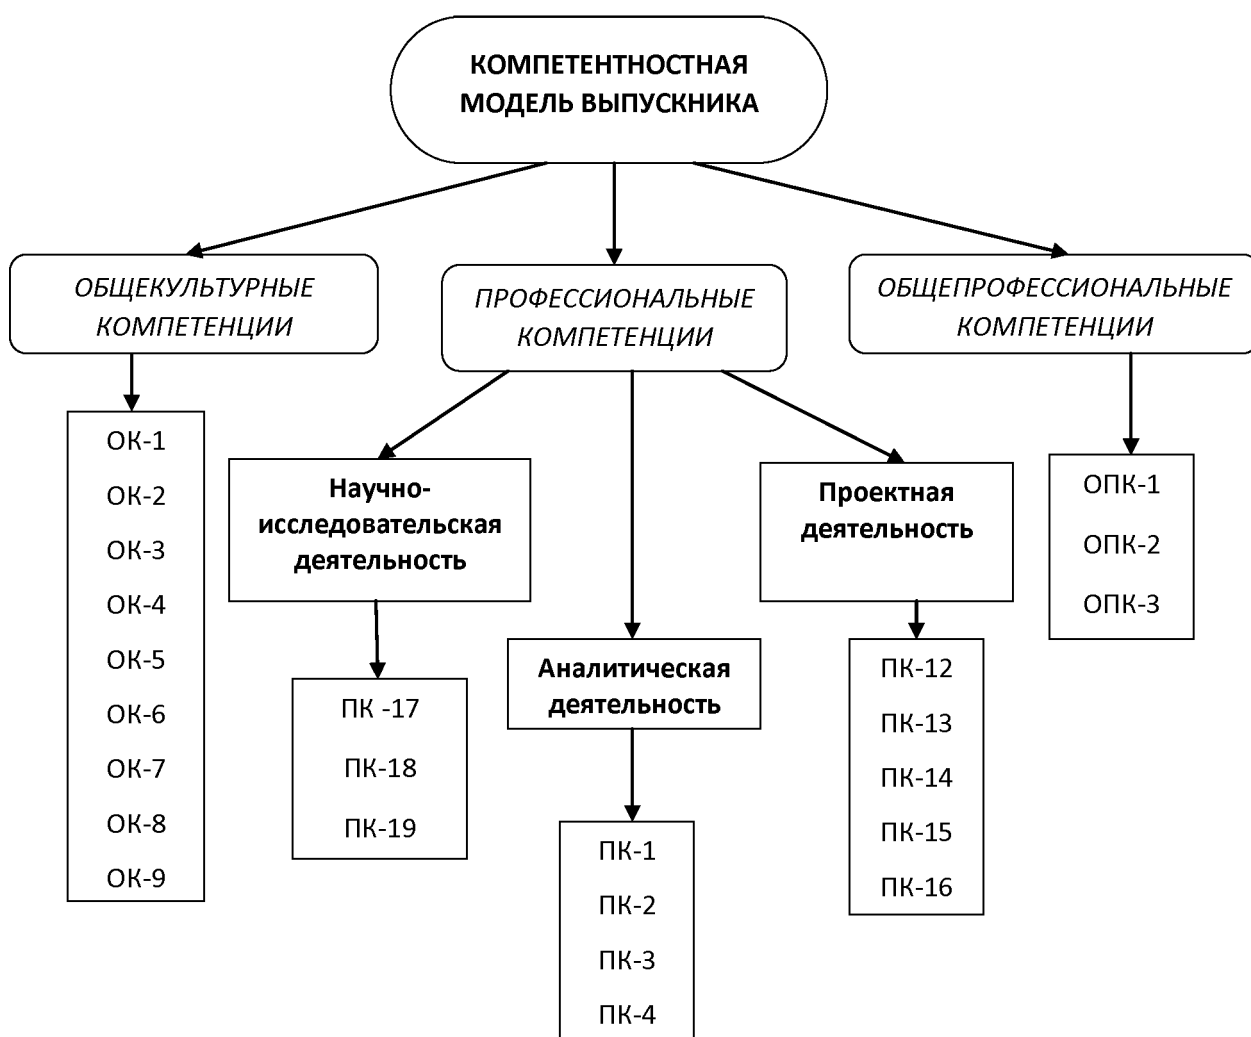 КОМПЕТЕНТНОСТНАЯ
МОДЕЛЬ ВЫПУСКНИКА
ОБЩЕКУЛЬТУРНЫЕ
КОМПЕТЕНЦИИ
ПРОФЕССИОНАЛЬНЫЕ
КОМПЕТЕНЦИИ
ОБЩЕПРОФЕССИОНАЛЬНЫЕ
КОМПЕТЕНЦИИ
ОК-1
ОК-2
ОК-3
ОК-4
ОК-5
ОК-6
ОК-7
ОК-8
ОК-9
Научно-
исследовательская
деятельность
ПК -17
ПК-18
ПК-19
Аналитическая
деятельность
ПК-1
ПК-2
ПК-3
ПК-4
Проектная
деятельность
ПК-12
ПК-13
ПК-14
ПК-15
ПК-16
ОПК-1
ОПК-2
ОПК-3